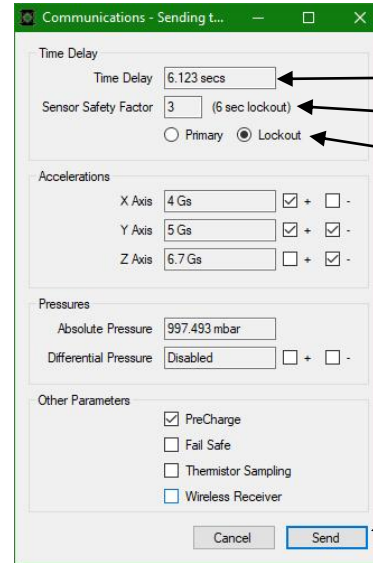 Communications - Sending t...
Time Delay
Time Delay 6.123 secs
Sensor Safety Factor 3 (6 sec lockout)
Primary Lockout
Accelerations
X Axis 4 Gs + -
Y Axis 5 Gs + -
Z Axis 6.7 Gs + -
Pressures
Absolute Pressure 997.493 mbar
Differential Pressure Disabled + -
Other Parameters
PreCharge
Fail Safe
Thermistor Sampling
Wireless Receiver
Cancel Send